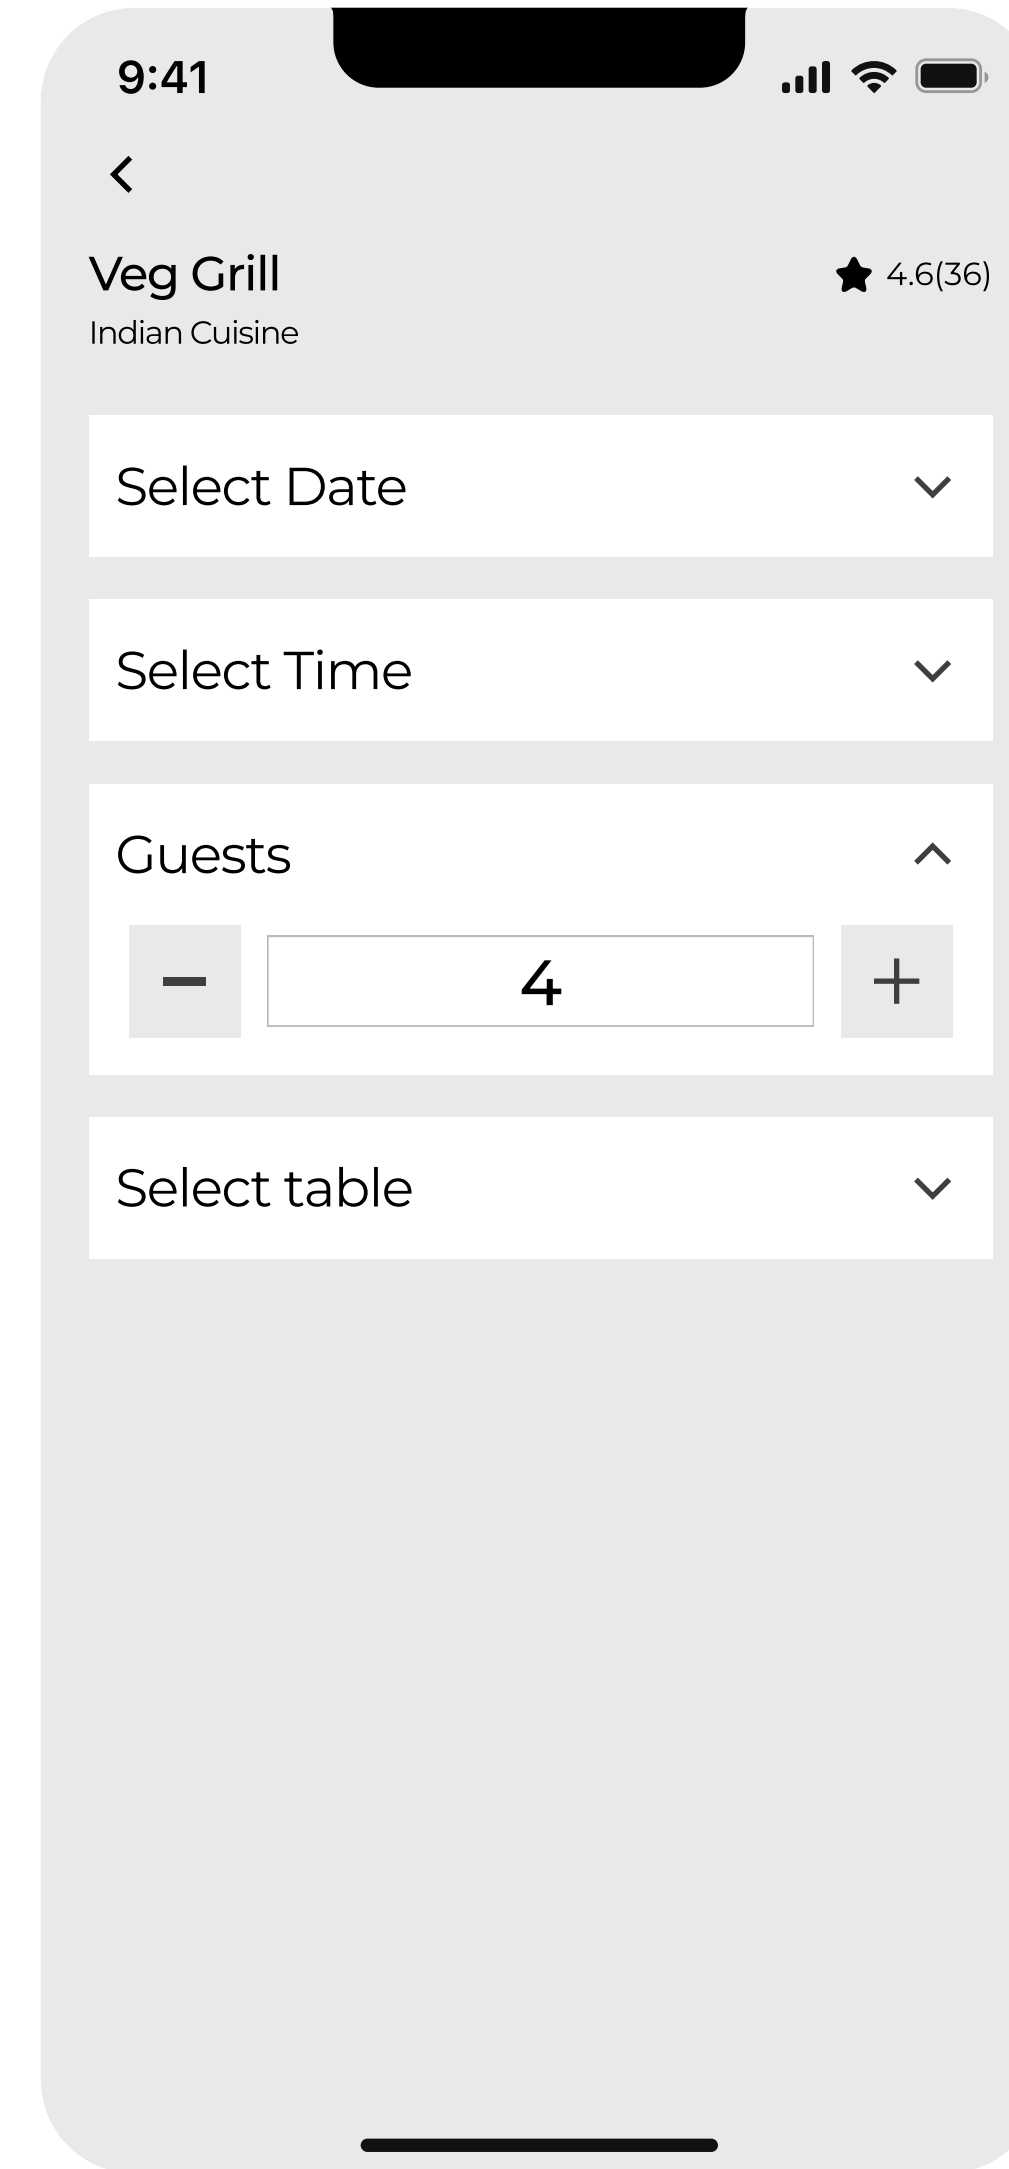 9:41
Veg Grill
4.6(36)
Indian Cuisine
Select Date
Select Time
Guests
4
Select table